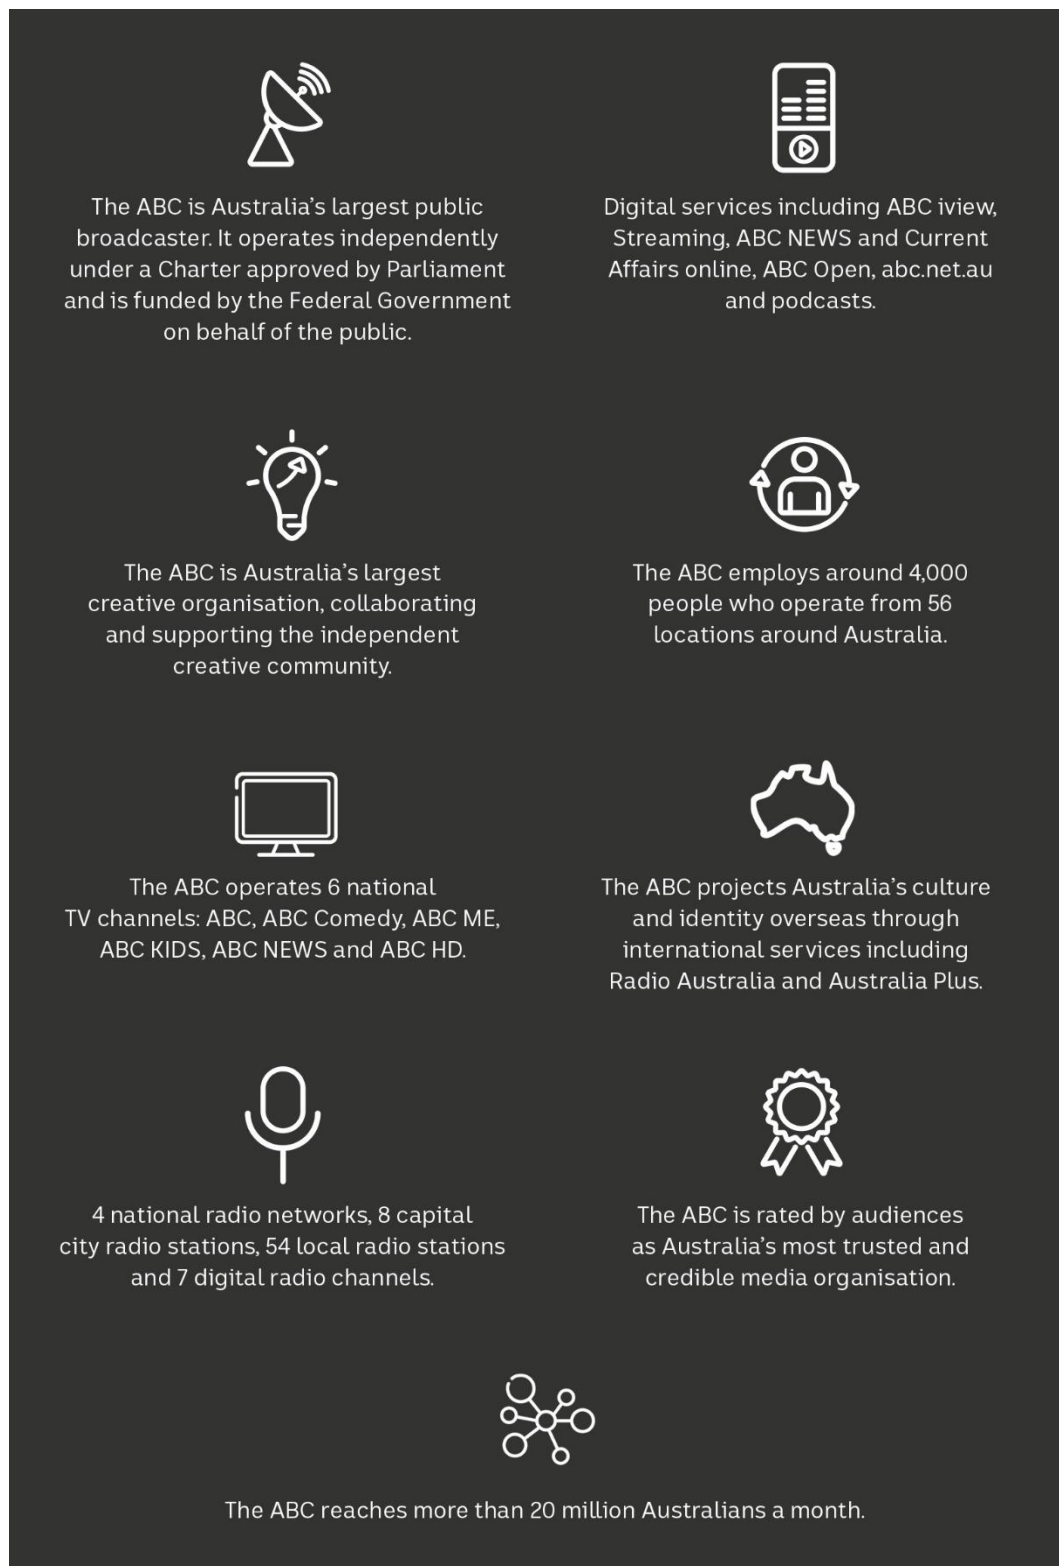 The ABC is Australia’s largest public
broadcaster. It operates independently
under a Charter approved by Parliament
and is funded by the Federal Government
on behalf of the public.
Digital services including ABC iview,
Streaming, ABC NEWS and Current
Affairs online, ABC Open, abc.net.au
and podcasts.
The ABC is Australia’s largest
creative organisation, collaborating
and supporting the independent
creative community.
The ABC employs around 4,000
people who operate from 56
locations around Australia.
The ABC operates 6 national
TV channels: ABC, ABC Comedy, ABC ME,
ABC KIDS, ABC NEWS and ABC HD.
The ABC projects Australia’s culture
and identity overseas through
international services including
Radio Australia and Australia Plus.
4 national radio networks, 8 capital
city radio stations, 54 local radio stations
and 7 digital radio channels.
The ABC is rated by audiences
as Australia’s most trusted and
credible media organisation.
The ABC reaches more than 20 million Australians a month.